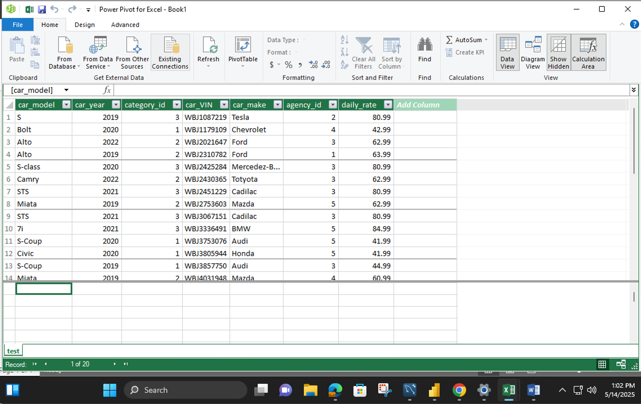 Power Pivot for Excel - Book1
File Home Design Advanced
Paste
Clipboard
From Database
From Data Service
From Other Sources
Existing Connections
Get External Data
Refresh
PivotTable
Data Type :
Format :
$ % , .00 .0
Formatting
Clear All Filters
Sort by Column
Sort and Filter
Find
Find
∑ AutoSum
Create KPI
Calculations
Data View
Diagram View
Show Hidden
Calculation Area
View
[car_model] fx
car_model car_year category_id car_VIN car_make agency_id daily_rate Add Column
1 S 2019 3 WBJ1087219 Tesla 2 80.99
2 Bolt 2020 1 WBJ1179109 Chevrolet 4 42.99
3 Alto 2022 2 WBJ2021647 Ford 3 62.99
4 Alto 2019 2 WBJ2310782 Ford 1 63.99
5 S-class 2020 3 WBJ2425284 Mercedez-B... 3 80.99
6 Camry 2022 2 WBJ2430365 Totyota 3 62.99
7 STS 2021 3 WBJ2451229 Cadilac 3 80.99
8 Miata 2019 2 WBJ2753603 Mazda 5 62.99
9 STS 2021 3 WBJ3067151 Cadilac 3 80.99
10 7i 2021 3 WBJ3336491 BMW 5 84.99
11 S-Coup 2020 1 WBJ3753076 Audi 5 41.99
12 Civic 2020 1 WBJ3805944 Honda 5 41.99
13 S-Coup 2019 1 WBJ3857750 Audi 3 44.99
14 Miata 2019 2 WBJ4031948 Mazda 4 60.99
test
Record: 1 of 20
Search
1:02 PM
5/14/2025